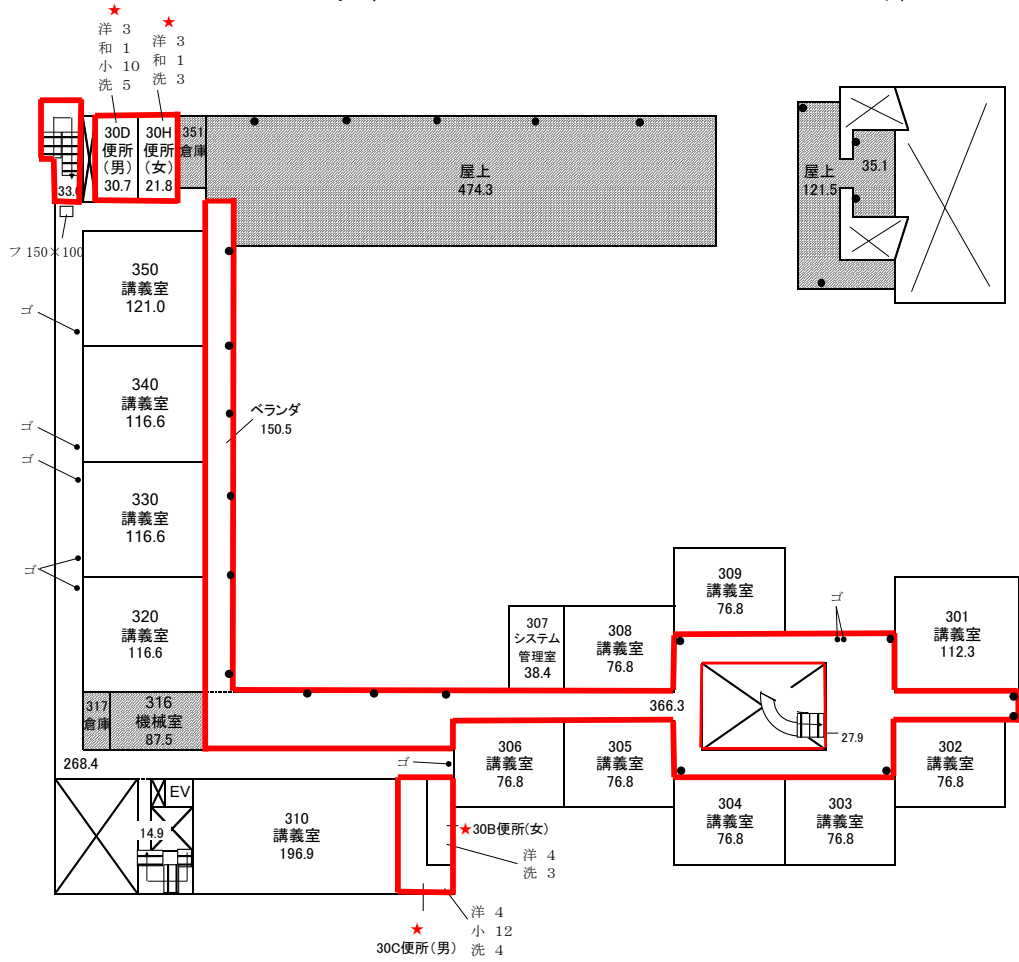 ★
洋 3
和 1
小 10
洗 5
★
洋 3
和 1
洗 3
30D
便所
(男)
30.7
30H
便所
(女)
21.8
351
倉庫
屋上
474.3
屋上
121.5
35.1
フ 150×100
350
講義室
121.0
ゴ
340
講義室
116.6
ゴ
ゴ
ベランダ
150.5
330
講義室
116.6
ゴ
320
講義室
116.6
317
倉庫
316
機械室
87.5
268.4
307
システム
管理室
38.4
308
講義室
76.8
309
講義室
76.8
ゴ
301
講義室
112.3
366.3
27.9
306
講義室
76.8
ゴ
305
講義室
76.8
304
講義室
76.8
303
講義室
76.8
302
講義室
76.8
EV
14.9
310
講義室
196.9
★30B便所(女)
洋 4
洗 3
★
30C便所(男)
洋 4
小 12
洗 4